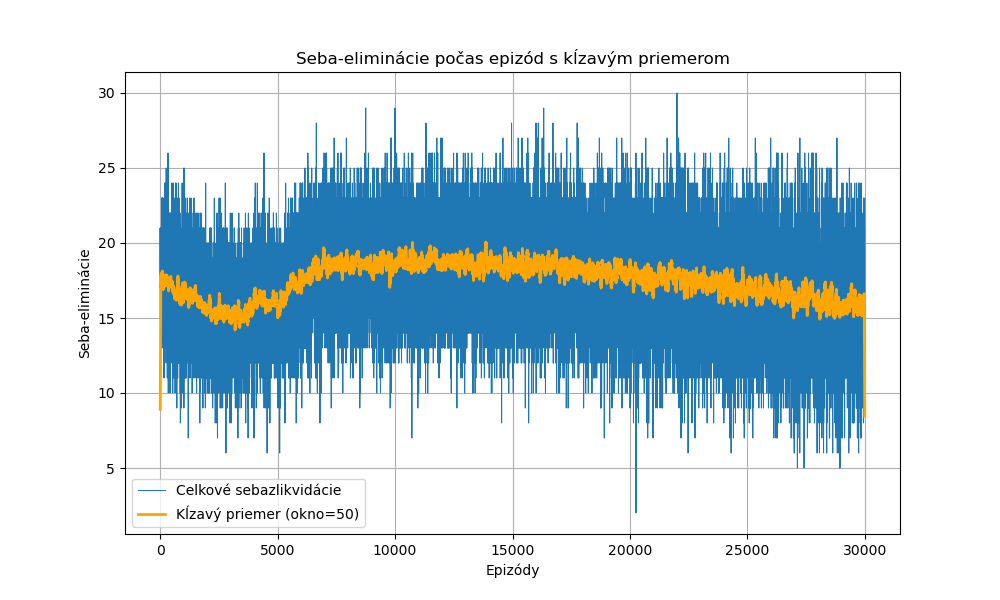 Seba-eliminácie počas epizód s kĺzavým priemerom
Seba-eliminácie
30
25
20
15
10
5
Celkové sebazlikvidácie
Kĺzavý priemer (okno=50)
0 5000 10000 15000 20000 25000 30000
Epizódy